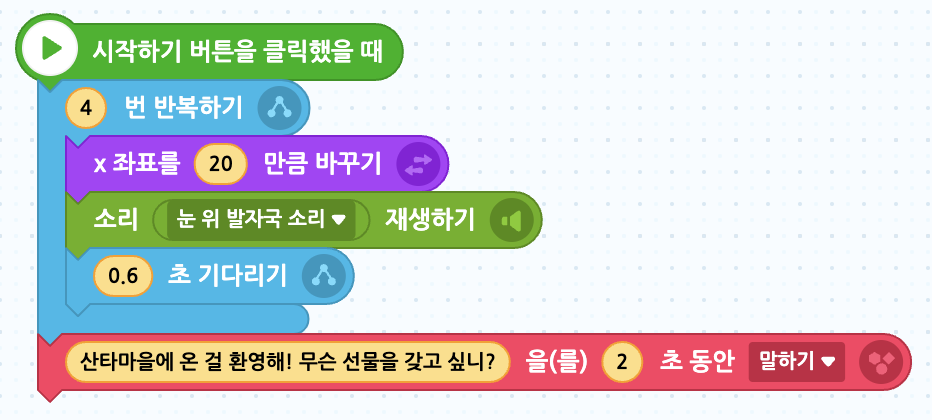 시작하기 버튼을 클릭했을 때
4 번 반복하기
x 좌표를 20 만큼 바꾸기
소리 눈 위 발자국 소리 재생하기
0.6 초 기다리기
산타마을에 온 걸 환영해! 무슨 선물을 갖고 싶니? 을(를) 2 초 동안 말하기